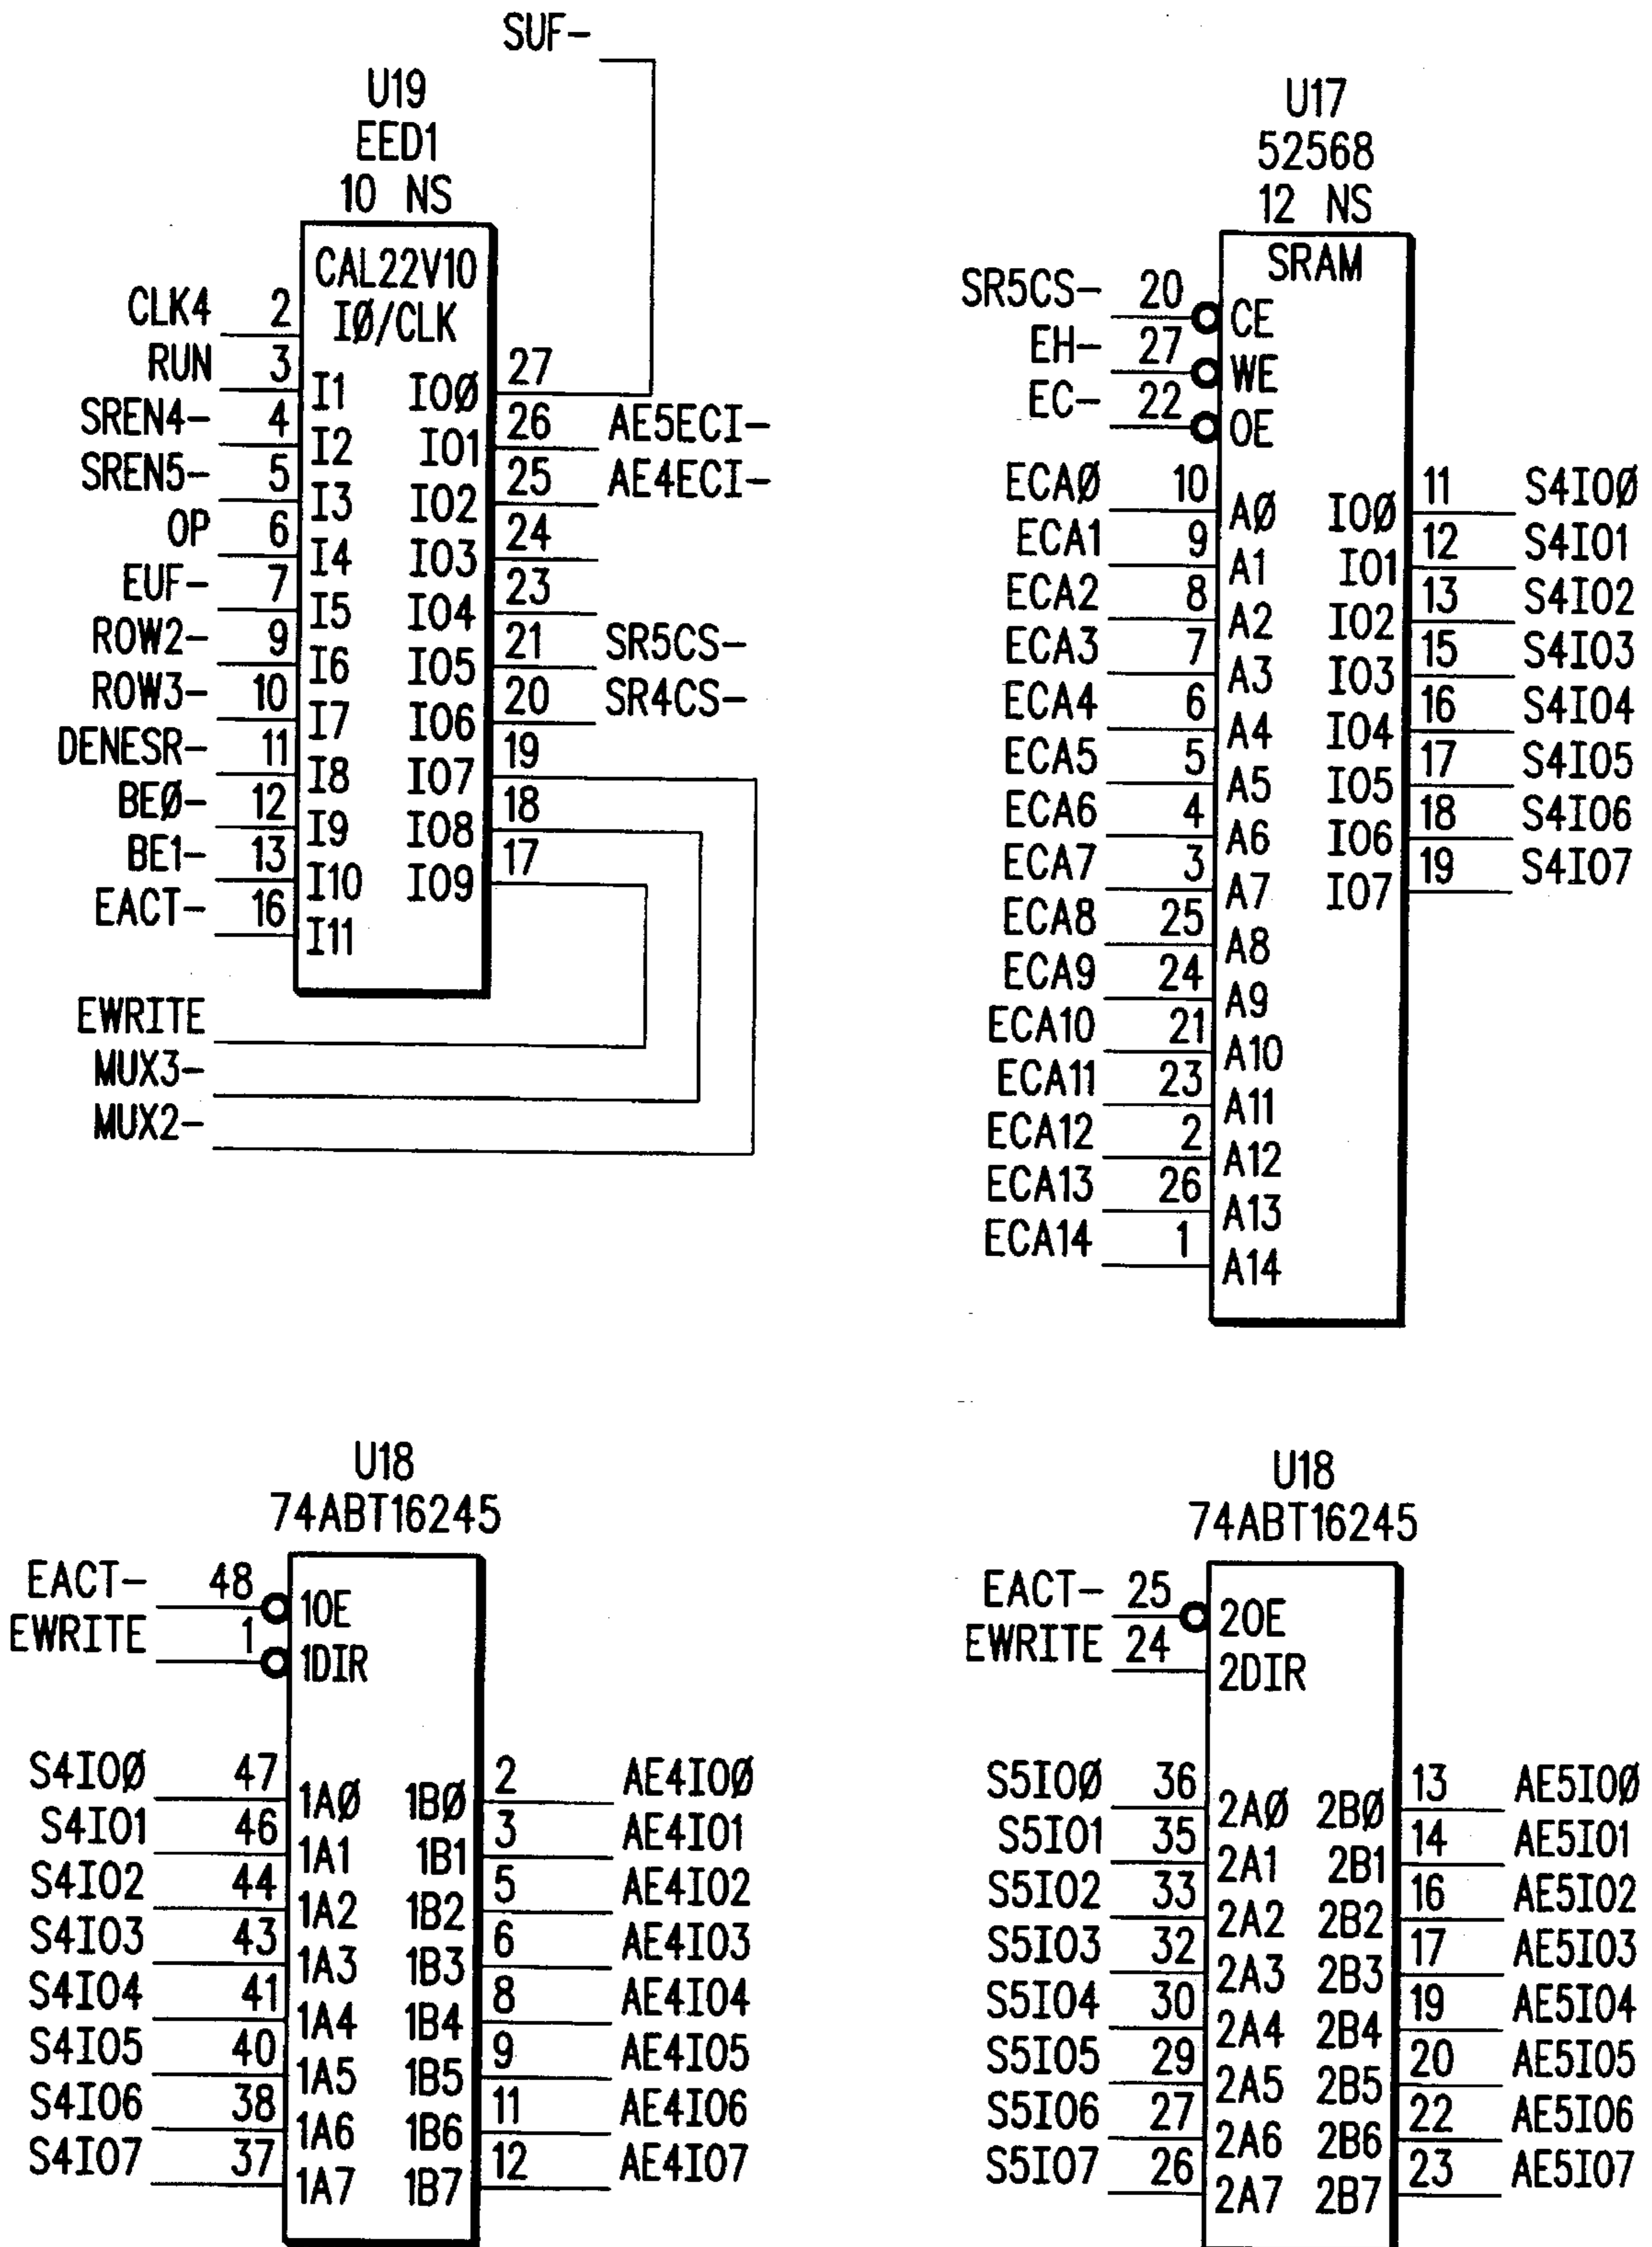 SUF-
U19
EED1
10 NS
CAL22V10
CLK4 2 IØ/CLK
RUN 3 I1 IOØ 27
SREN4- 4 I2 IO1 26 AE5ECI-
SREN5- 5 I3 IO2 25 AE4ECI-
OP 6 I4 IO3 24
EUF- 7 I5 IO4 23
ROW2- 9 I6 IO5 21 SR5CS-
ROW3- 10 I7 IO6 20 SR4CS-
DENESR- 11 I8 IO7 19
BEØ- 12 I9 IO8 18
BE1- 13 I10 IO9 17
EACT- 16 I11
EWRITE
MUX3-
MUX2-
U17
52568
12 NS
SRAM
SR5CS- 20 CE
EH- 27 WE
EC- 22 OE
ECAØ 10 AØ IOØ 11 S4IOØ
ECA1 9 A1 IO1 12 S4IO1
ECA2 8 A2 IO2 13 S4IO2
ECA3 7 A3 IO3 15 S4IO3
ECA4 6 A4 IO4 16 S4IO4
ECA5 5 A5 IO5 17 S4IO5
ECA6 4 A6 IO6 18 S4IO6
ECA7 3 A7 IO7 19 S4IO7
ECA8 25 A8
ECA9 24 A9
ECA10 21 A10
ECA11 23 A11
ECA12 2 A12
ECA13 26 A13
ECA14 1 A14
U18
74ABT16245
EACT- 48 1OE
EWRITE 1 1DIR
S4IOØ 47 1AØ 1BØ 2 AE4IOØ
S4IO1 46 1A1 1B1 3 AE4IO1
S4IO2 44 1A2 1B2 5 AE4IO2
S4IO3 43 1A3 1B3 6 AE4IO3
S4IO4 41 1A4 1B4 8 AE4IO4
S4IO5 40 1A5 1B5 9 AE4IO5
S4IO6 38 1A6 1B6 11 AE4IO6
S4IO7 37 1A7 1B7 12 AE4IO7
U18
74ABT16245
EACT- 25 2OE
EWRITE 24 2DIR
S5IOØ 36 2AØ 2BØ 13 AE5IOØ
S5IO1 35 2A1 2B1 14 AE5IO1
S5IO2 33 2A2 2B2 16 AE5IO2
S5IO3 32 2A3 2B3 17 AE5IO3
S5IO4 30 2A4 2B4 19 AE5IO4
S5IO5 29 2A5 2B5 20 AE5IO5
S5IO6 27 2A6 2B6 22 AE5IO6
S5IO7 26 2A7 2B7 23 AE5IO7